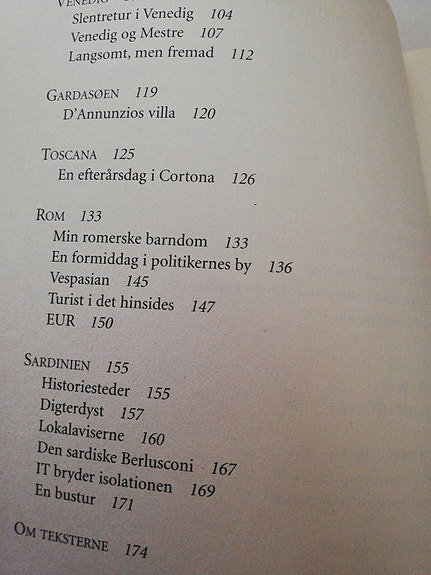 VENEDIG
Slentretur i Venedig 104
Venedig og Mestre 107
Langsomt, men fremad 112
GARDASØEN 119
D'Annunzios villa 120
TOSCANA 125
En efterårsdag i Cortona 126
ROM 133
Min romerske barndom 133
En formiddag i politikernes by 136
Vespasian 145
Turist i det hinsides 147
EUR 150
SARDINIEN 155
Historiesteder 155
Digterdyst 157
Lokalaviserne 160
Den sardiske Berlusconi 167
IT bryder isolationen 169
En bustur 171
OM TEKSTERNE 174